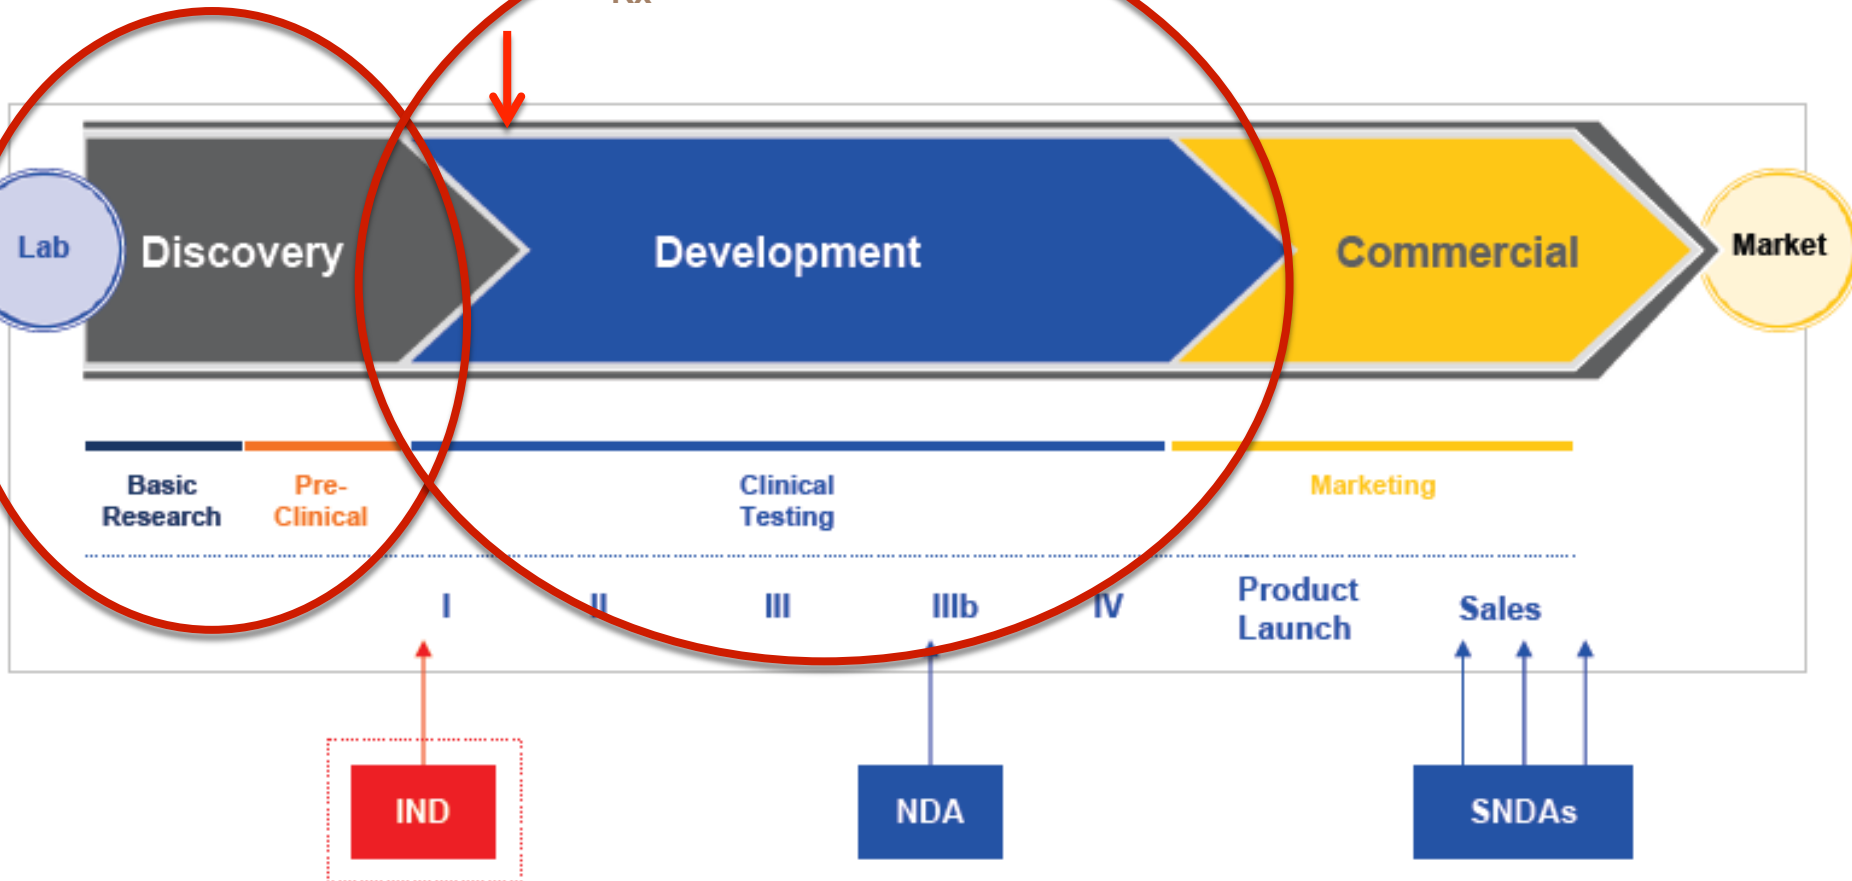 Lab
Discovery
Development
Commercial
Market
Basic
Research
Pre-
Clinical
Clinical
Testing
Marketing
I
II
III
IIIb
IV
Product
Launch
Sales
IND
NDA
SNDAs